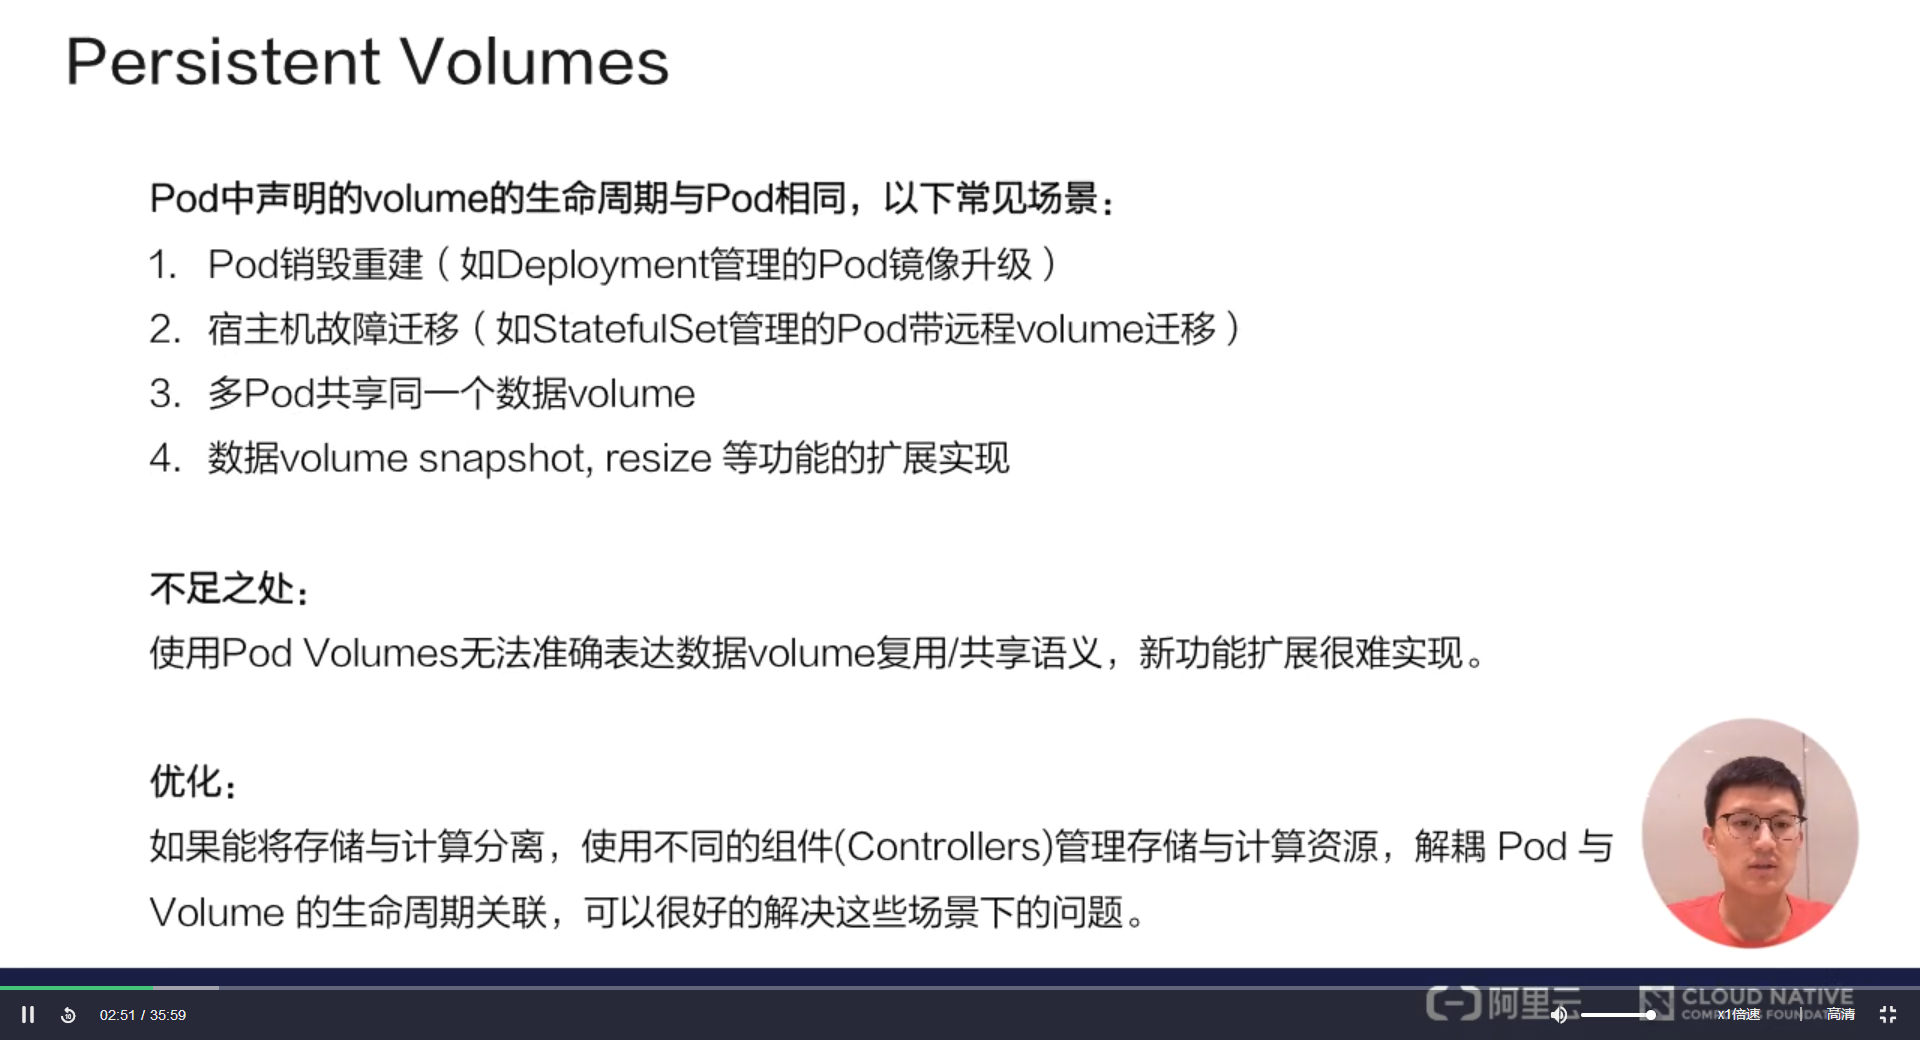 Persistent Volumes
Pod中声明的volume的生命周期与Pod相同，以下常见场景：
1. Pod销毁重建（如Deployment管理的Pod镜像升级）
2. 宿主机故障迁移（如StatefulSet管理的Pod带远程volume迁移）
3. 多Pod共享同一个数据volume
4. 数据volume snapshot, resize 等功能的扩展实现
不足之处：
使用Pod Volumes无法准确表达数据volume复用/共享语义，新功能扩展很难实现。
优化：
如果能将存储与计算分离，使用不同的组件(Controllers)管理存储与计算资源，解耦 Pod 与
Volume 的生命周期关联，可以很好的解决这些场景下的问题。
10
02:51 / 35:59
阿里云
CLOUD NATIVE
x1倍速
高清